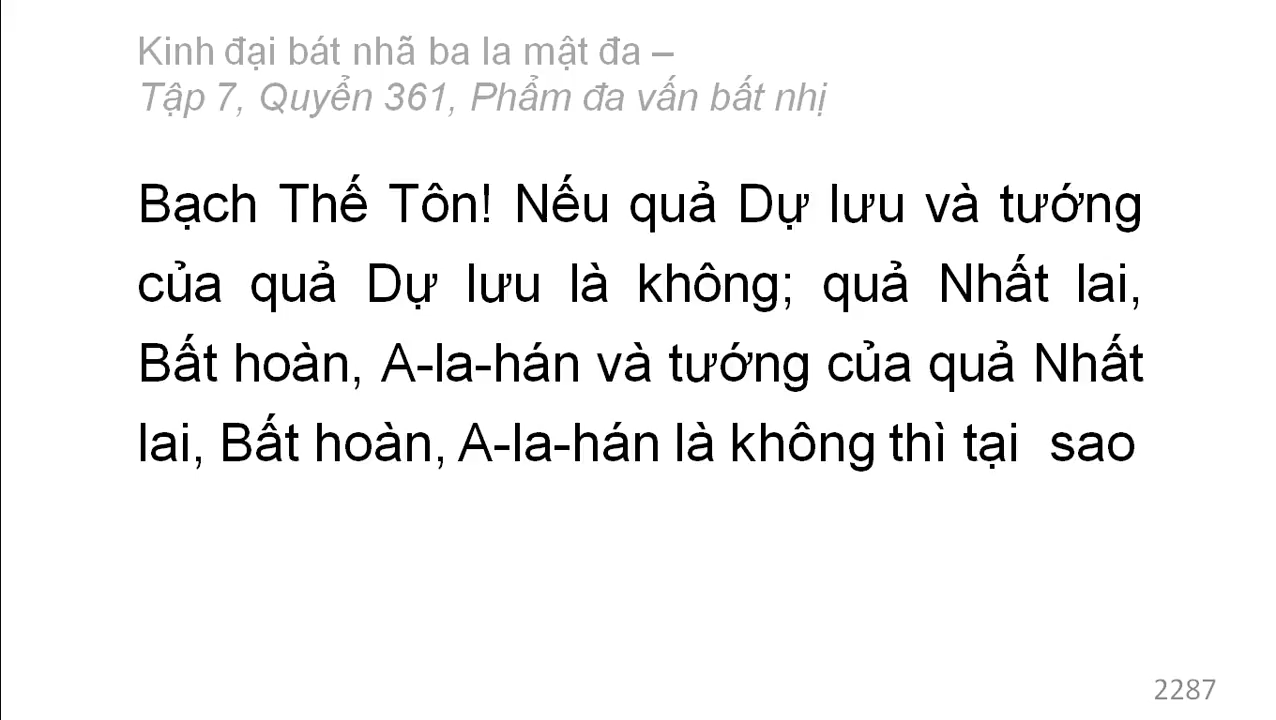 Kinh đại bát nhã ba la mật đa –
Tập 7, Quyển 361, Phẩm đa vấn bất nhị
Bạch Thế Tôn! Nếu quả Dự lưu và tướng
của quả Dự lưu là không; quả Nhất lai,
Bất hoàn, A-la-hán và tướng của quả Nhất
lai, Bất hoàn, A-la-hán là không thì tại sao
2287